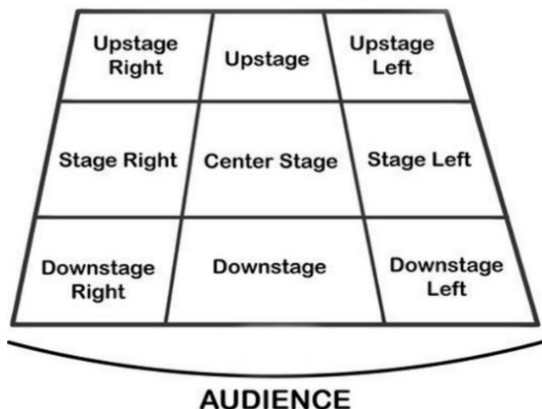 Upstage
Right
Upstage
Upstage
Left
Stage Right
Center Stage
Stage Left
Downstage
Right
Downstage
Downstage
Left
AUDIENCE